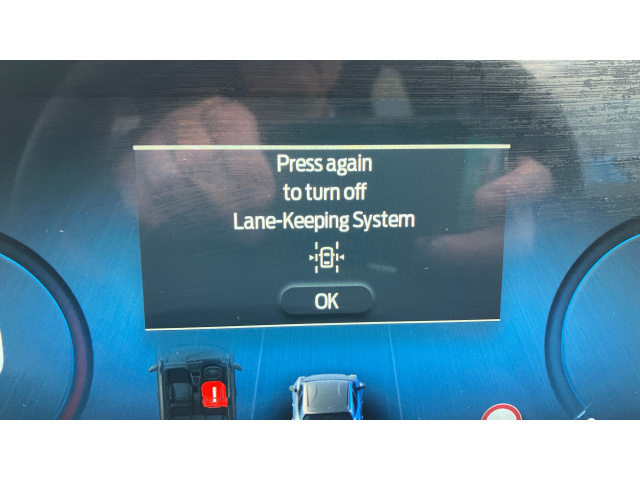 Press again
to turn off
Lane-Keeping System
OK